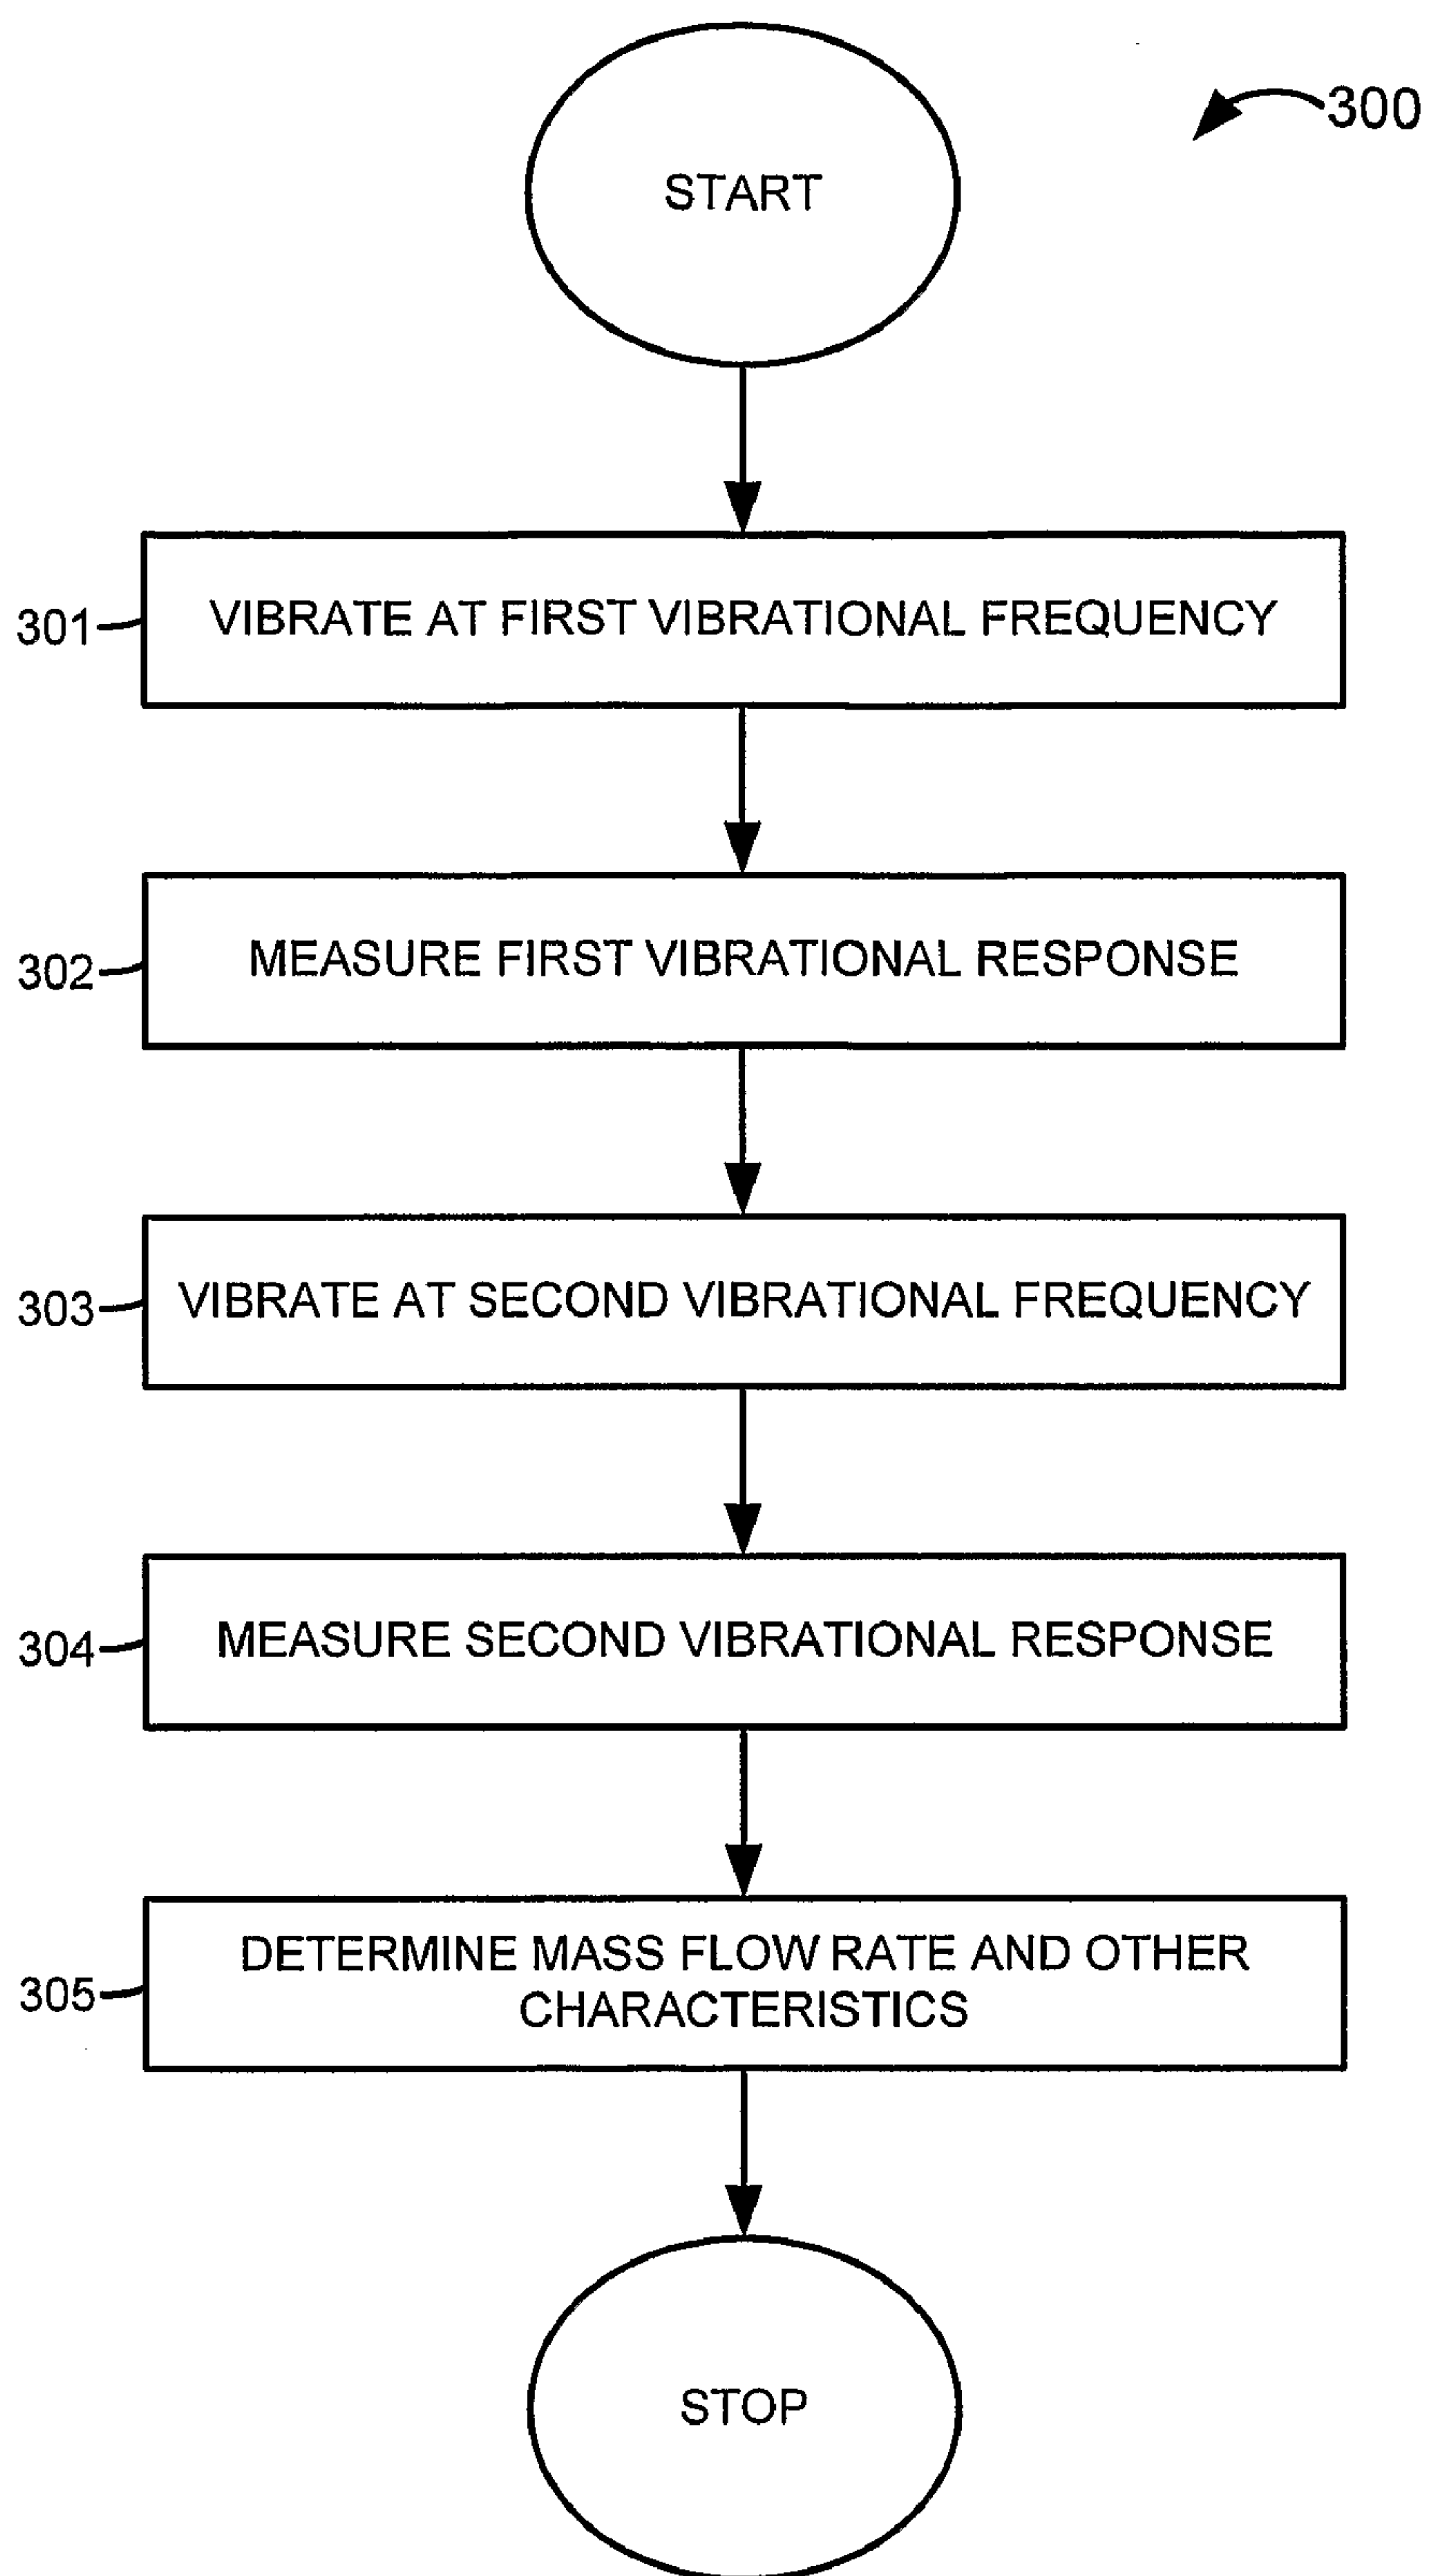 300
START
301
VIBRATE AT FIRST VIBRATIONAL FREQUENCY
302
MEASURE FIRST VIBRATIONAL RESPONSE
303
VIBRATE AT SECOND VIBRATIONAL FREQUENCY
304
MEASURE SECOND VIBRATIONAL RESPONSE
305
DETERMINE MASS FLOW RATE AND OTHER
CHARACTERISTICS
STOP